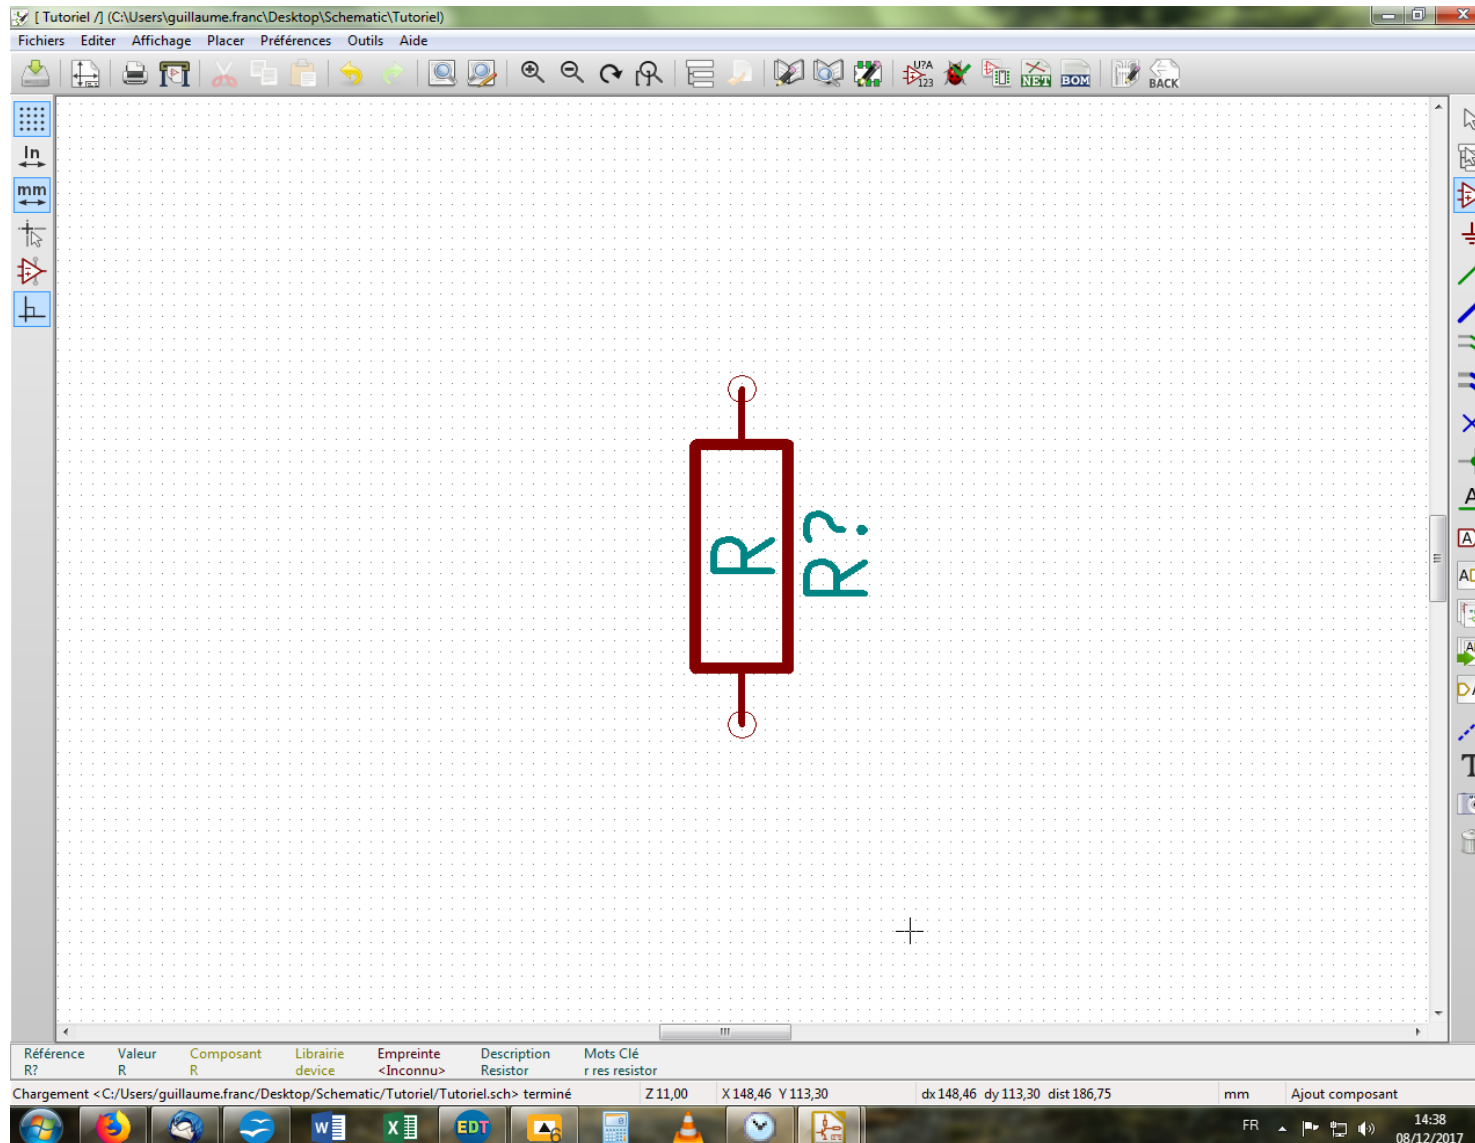 [ Tutoriel /] (C:\Users\guillaume.franc\Desktop\Schematic\Tutoriel)
Fichiers Editer Affichage Placer Préférences Outils Aide
U?A
123
NET
BOM
BACK
In
mm
R
R?
A
A
A
A
A
T
Référence Valeur Composant Librairie Empreinte Description Mots Clé
R? R R device <Inconnu> Resistor r res resistor
Chargement <C:/Users/guillaume.franc/Desktop/Schematic/Tutoriel/Tutoriel.sch> terminé Z 11,00 X 148,46 Y 113,30 dx 148,46 dy 113,30 dist 186,75 mm Ajout composant
W X EDT 6 FR 14:38
08/12/2017